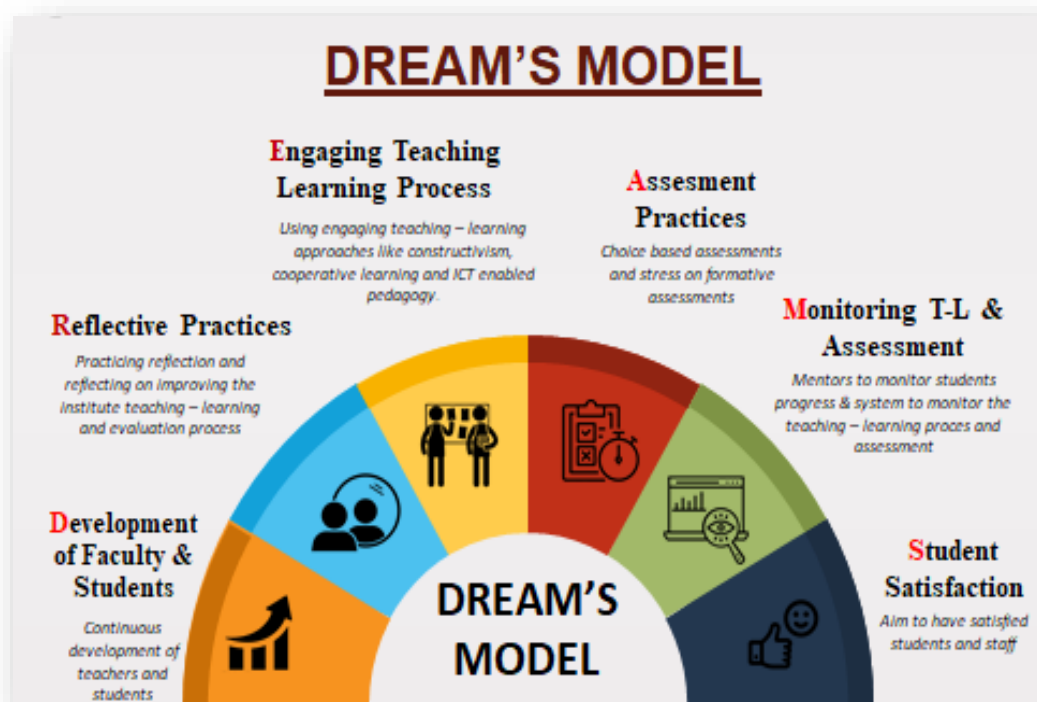 DREAM'S MODEL
Engaging Teaching
Learning Process
Using engaging teaching – learning
approaches like constructivism,
cooperative learning and ICT enabled
pedagogy.
Assesment
Practices
Choice based assessments
and stress on formative
assessments
Reflective Practices
Practicing reflection and
reflecting on improving the
institute teaching – learning
and evaluation process
Monitoring T-L &
Assessment
Mentors to monitor students
progress & system to monitor the
teaching – learning proces and
assessment
Development
of Faculty &
Students
Continuous
development of
teachers and
students
Student
Satisfaction
Aim to have satisfied
students and staff
DREAM'S
MODEL